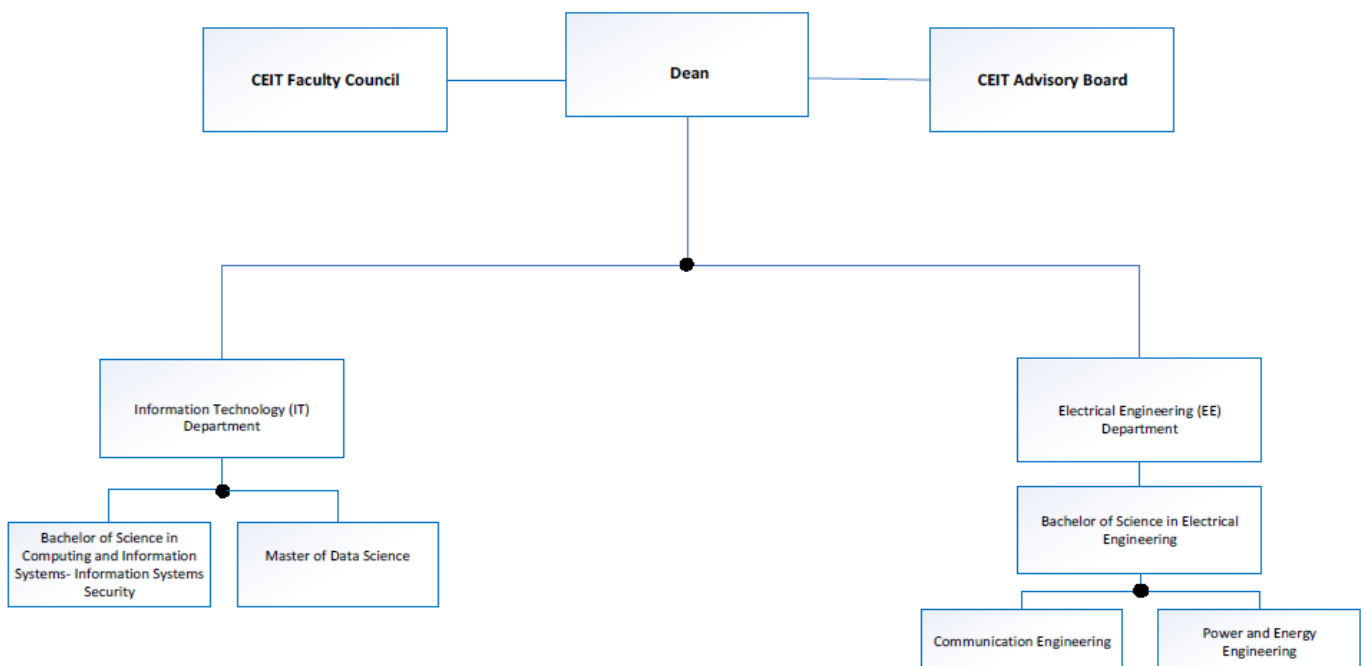 CEIT Faculty Council
Dean
CEIT Advisory Board
Information Technology (IT)
Department
Electrical Engineering (EE)
Department
Bachelor of Science in
Computing and Information
Systems- Information Systems
Security
Master of Data Science
Bachelor of Science in Electrical
Engineering
Communication Engineering
Power and Energy
Engineering